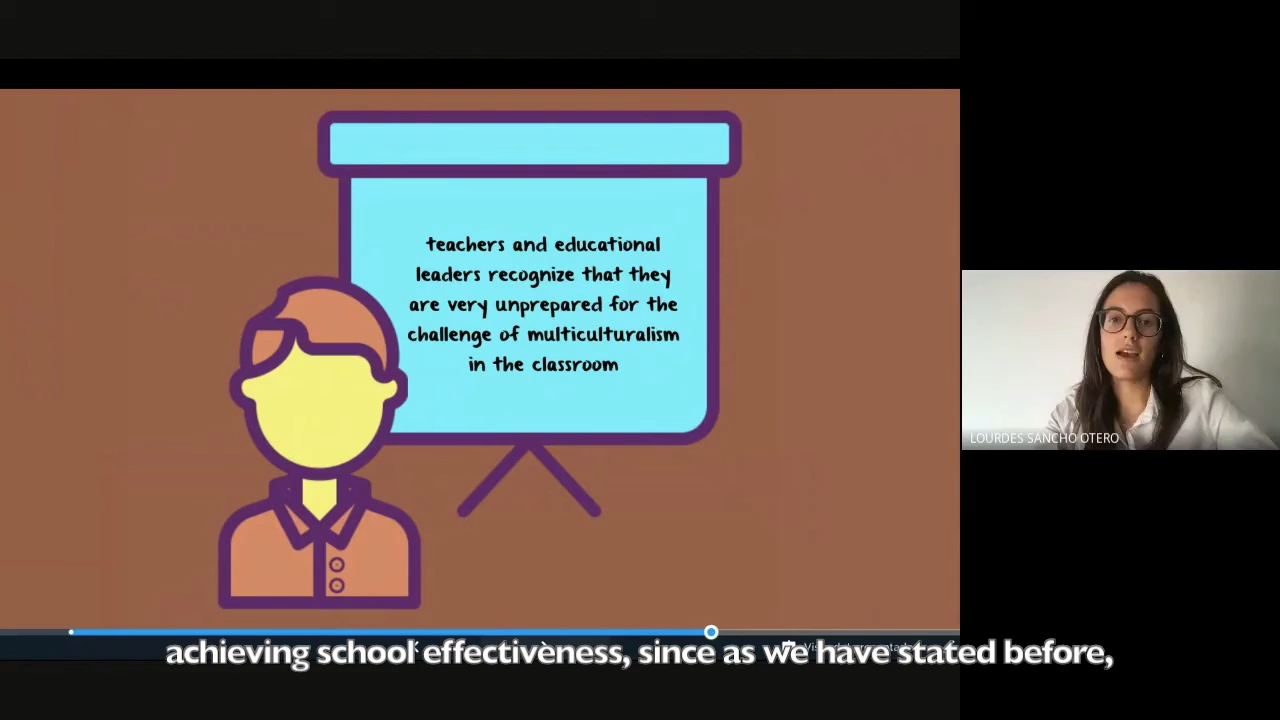 teachers and educational
leaders recognize that they
are very unprepared for the
challenge of multiculturalism
in the classroom
LOURDES SANCHO OTERO
achieving school effectiveness, since as we have stated before,